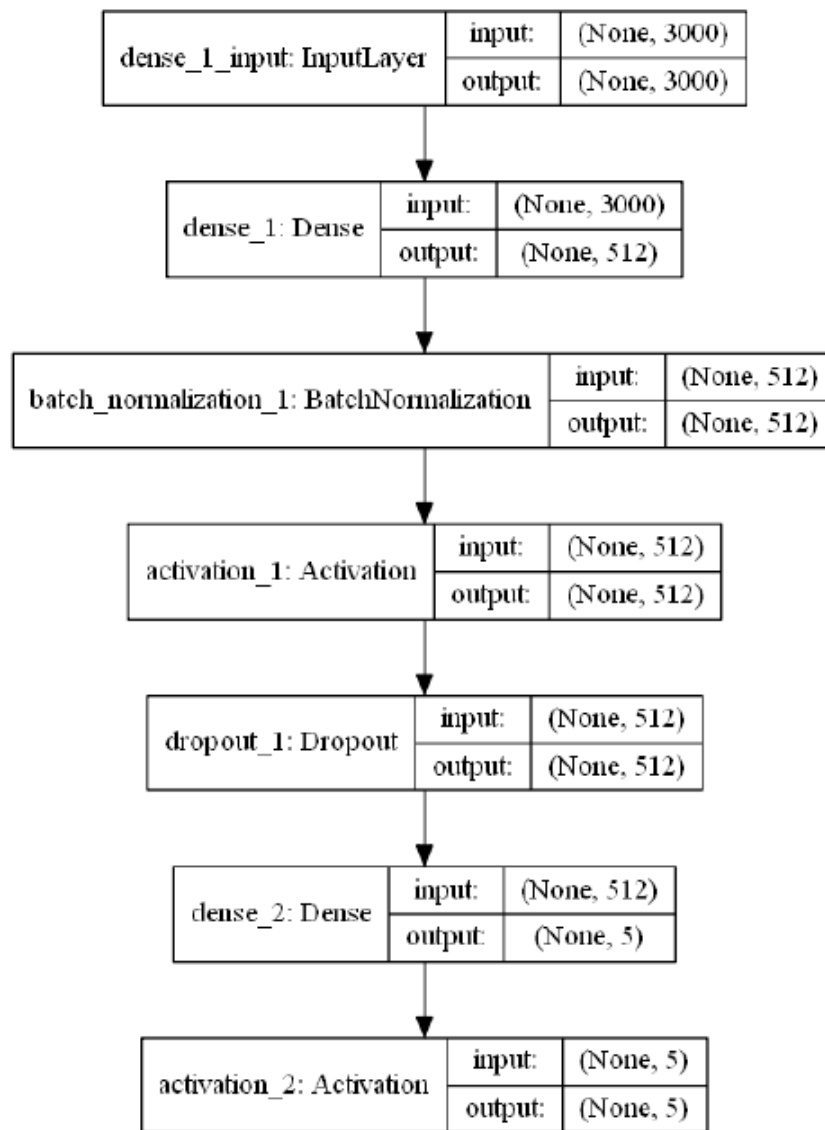 dense_1_input: InputLayer
input: (None, 3000)
output: (None, 3000)
dense_1: Dense
input: (None, 3000)
output: (None, 512)
batch_normalization_1: BatchNormalization
input: (None, 512)
output: (None, 512)
activation_1: Activation
input: (None, 512)
output: (None, 512)
dropout_1: Dropout
input: (None, 512)
output: (None, 512)
dense_2: Dense
input: (None, 512)
output: (None, 5)
activation_2: Activation
input: (None, 5)
output: (None, 5)